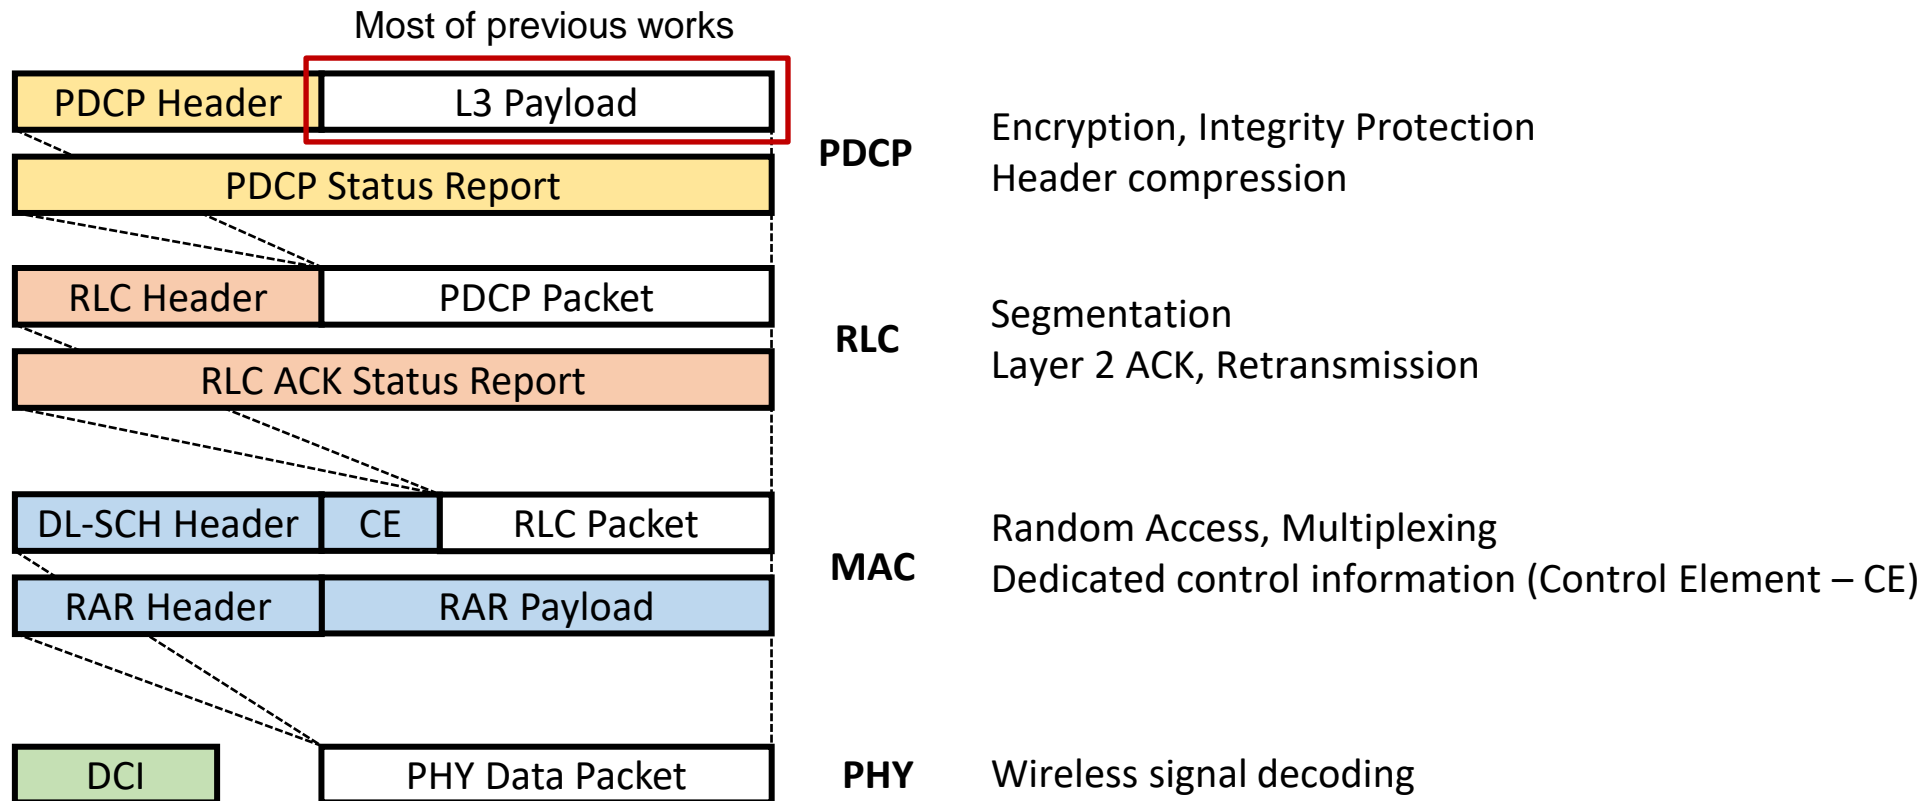 Most of previous works
PDCP Header
L3 Payload
PDCP Status Report
PDCP
Encryption, Integrity Protection
Header compression
RLC Header
PDCP Packet
RLC ACK Status Report
RLC
Segmentation
Layer 2 ACK, Retransmission
DL-SCH Header
CE
RLC Packet
RAR Header
RAR Payload
MAC
Random Access, Multiplexing
Dedicated control information (Control Element – CE)
DCI
PHY Data Packet
PHY
Wireless signal decoding